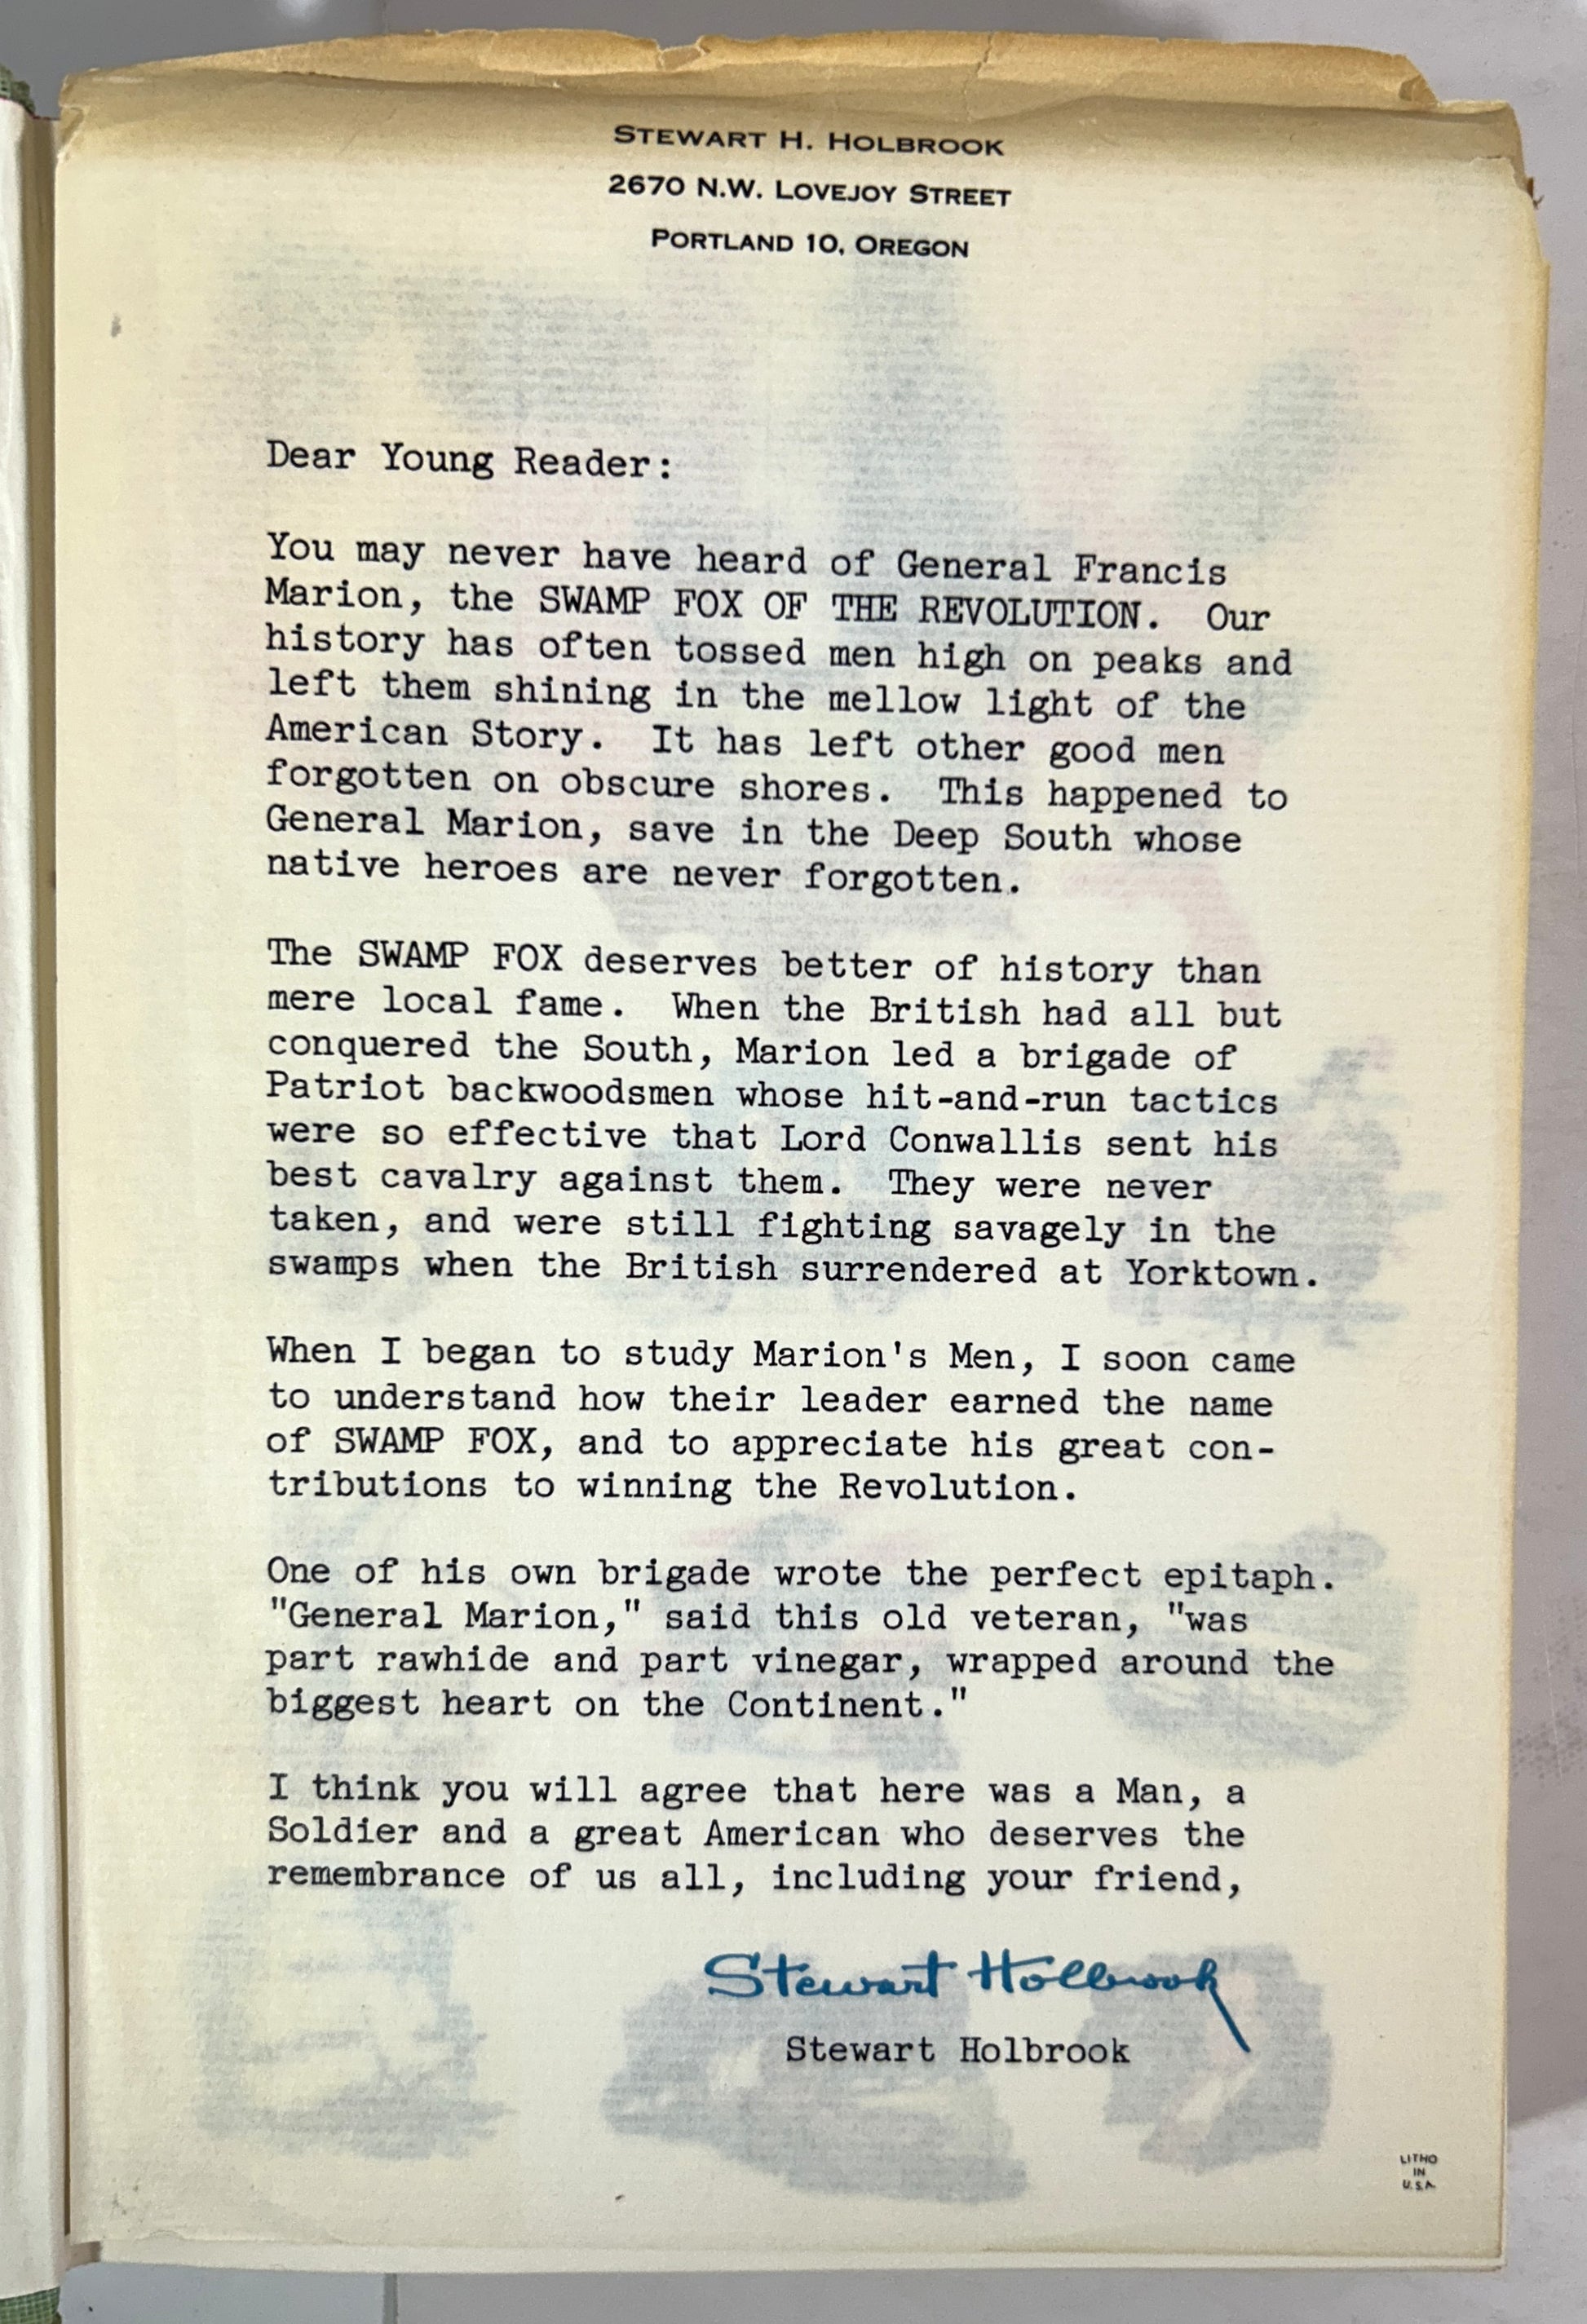 STEWART H. HOLBROOK
2670 N.W. LOVEJOY STREET
PORTLAND 10, OREGON
Dear Young Reader:
You may never have heard of General Francis
Marion, the SWAMP FOX OF THE REVOLUTION. Our
history has often tossed men high on peaks and
left them shining in the mellow light of the
American Story. It has left other good men
forgotten on obscure shores. This happened to
General Marion, save in the Deep South whose
native heroes are never forgotten.
The SWAMP FOX deserves better of history than
mere local fame. When the British had all but
conquered the South, Marion led a brigade of
Patriot backwoodsmen whose hit-and-run tactics
were so effective that Lord Conwallis sent his
best cavalry against them. They were never
taken, and were still fighting savagely in the
swamps when the British surrendered at Yorktown.
When I began to study Marion's Men, I soon came
to understand how their leader earned the name
of SWAMP FOX, and to appreciate his great con-
tributions to winning the Revolution.
One of his own brigade wrote the perfect epitaph.
"General Marion," said this old veteran, "was
part rawhide and part vinegar, wrapped around the
biggest heart on the Continent."
I think you will agree that here was a Man, a
Soldier and a great American who deserves the
remembrance of us all, including your friend,
Stewart Holbrook
Stewart Holbrook
LITHO
IN
U.S.A.